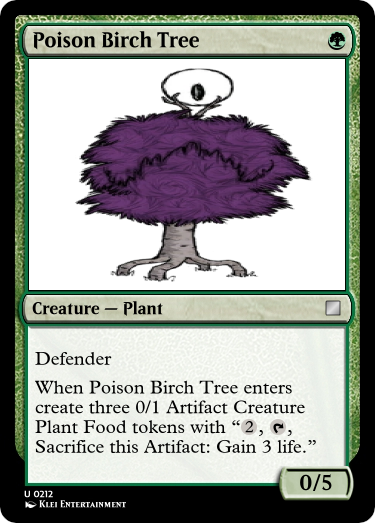 Poison Birch Tree
Creature — Plant
Defender
When Poison Birch Tree enters
create three 0/1 Artifact Creature
Plant Food tokens with “2, ,
Sacrifice this Artifact: Gain 3 life.”
0/5
U 0212
Klei Entertainment